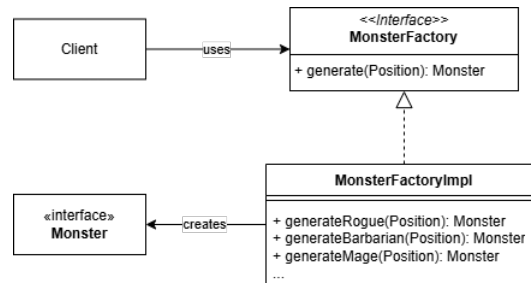 <<Interface>>
MonsterFactory
Client
uses
+ generate(Position): Monster
MonsterFactoryImpl
«interface»
Monster
creates
+ generateRogue(Position): Monster
+ generateBarbarian(Position): Monster
+ generateMage(Position): Monster
...